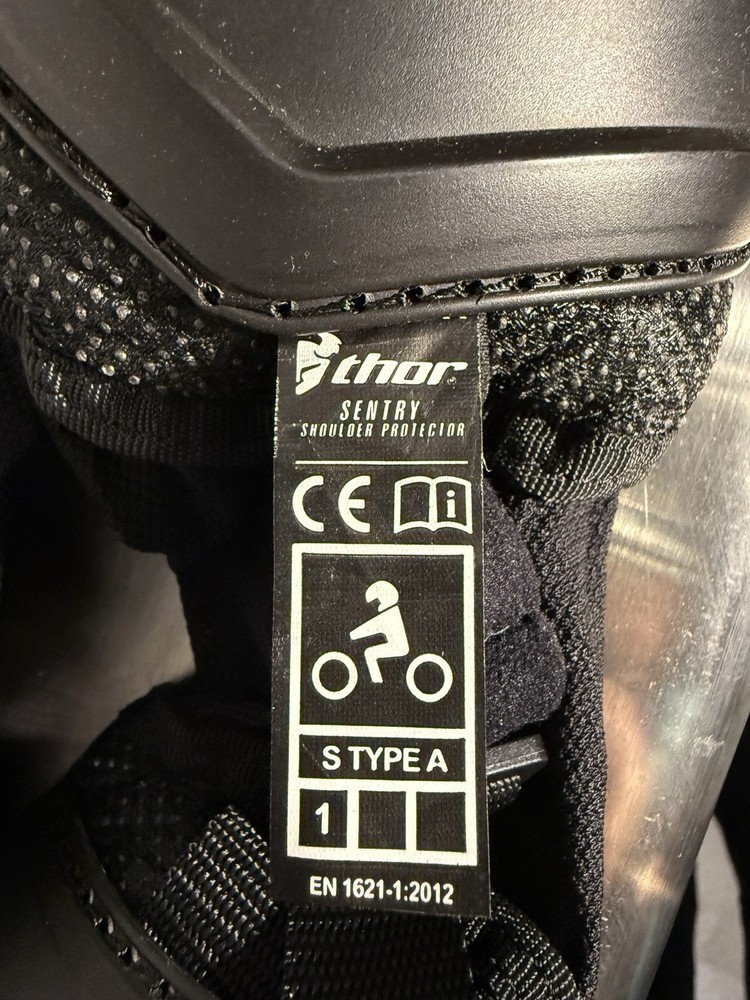 thor
SENTRY
SHOULDER PROTECTOR
CE i
S TYPE A
1
EN 1621-1:2012